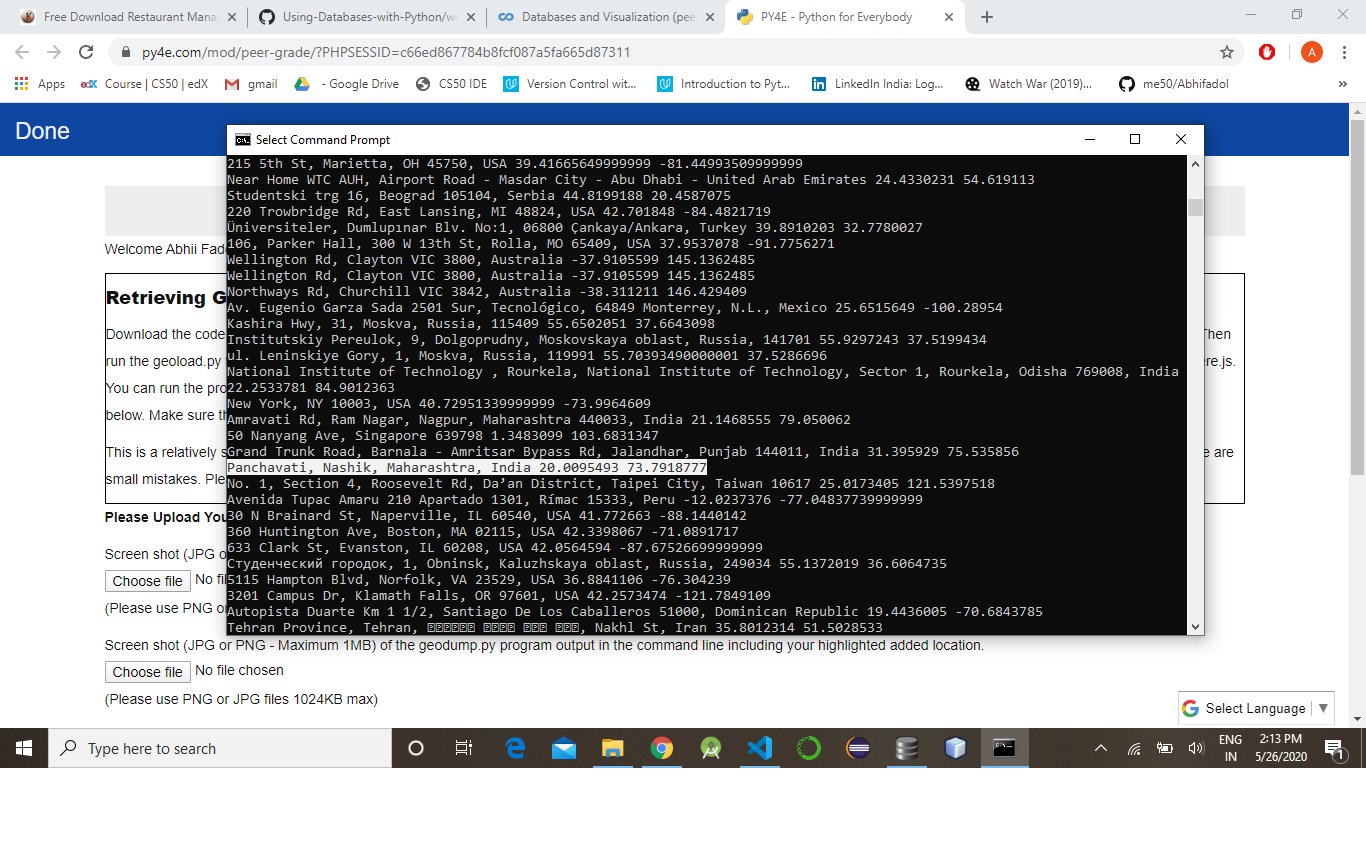 Free Download Restaurant Mana
Using-Databases-with-Python/we
Databases and Visualization (pee
PY4E - Python for Everybody
py4e.com/mod/peer-grade/?PHPSESSID=c66ed867784b8fcf087a5fa665d87311
A
Apps
edX Course | CS50 | edX
gmail
- Google Drive
CS50 IDE
Version Control wit...
Introduction to Pyt...
LinkedIn India: Log...
Watch War (2019)...
me50/Abhifadol
»
Done
Select Command Prompt
215 5th St, Marietta, OH 45750, USA 39.41665649999999 -81.44993509999999
Near Home WTC AUH, Airport Road - Masdar City - Abu Dhabi - United Arab Emirates 24.4330231 54.619113
Studentski trg 16, Beograd 105104, Serbia 44.8199188 20.4587075
220 Trowbridge Rd, East Lansing, MI 48824, USA 42.701848 -84.4821719
Üniversiteler, Dumlupınar Blv. No:1, 06800 Çankaya/Ankara, Turkey 39.8910203 32.7780027
106, Parker Hall, 300 W 13th St, Rolla, MO 65409, USA 37.9537078 -91.7756271
Wellington Rd, Clayton VIC 3800, Australia -37.9105599 145.1362485
Wellington Rd, Clayton VIC 3800, Australia -37.9105599 145.1362485
Northways Rd, Churchill VIC 3842, Australia -38.311211 146.429409
Av. Eugenio Garza Sada 2501 Sur, Tecnológico, 64849 Monterrey, N.L., Mexico 25.6515649 -100.28954
Kashira Hwy, 31, Moskva, Russia, 115409 55.6502051 37.6643098
Institutskiy Pereulok, 9, Dolgoprudny, Moskovskaya oblast, Russia, 141701 55.9297243 37.5199434
ul. Leninskiye Gory, 1, Moskva, Russia, 119991 55.70393490000001 37.5286696
National Institute of Technology , Rourkela, National Institute of Technology, Sector 1, Rourkela, Odisha 769008, India
22.2533781 84.9012363
New York, NY 10003, USA 40.72951339999999 -73.9964609
Amravati Rd, Ram Nagar, Nagpur, Maharashtra 440033, India 21.1468555 79.050062
50 Nanyang Ave, Singapore 639798 1.3483099 103.6831347
Grand Trunk Road, Barnala - Amritsar Bypass Rd, Jalandhar, Punjab 144011, India 31.395929 75.535856
Panchavati, Nashik, Maharashtra, India 20.0095493 73.7918777
No. 1, Section 4, Roosevelt Rd, Da’an District, Taipei City, Taiwan 10617 25.0173405 121.5397518
Avenida Tupac Amaru 210 Apartado 1301, Rímac 15333, Peru -12.0237376 -77.04837739999999
30 N Brainard St, Naperville, IL 60540, USA 41.772663 -88.1440142
360 Huntington Ave, Boston, MA 02115, USA 42.3398067 -71.0891717
633 Clark St, Evanston, IL 60208, USA 42.0564594 -87.67526699999999
Студенческий городок, 1, Obninsk, Kaluzhskaya oblast, Russia, 249034 55.1372019 36.6064735
5115 Hampton Blvd, Norfolk, VA 23529, USA 36.8841106 -76.304239
3201 Campus Dr, Klamath Falls, OR 97601, USA 42.2573474 -121.7849109
Autopista Duarte Km 1 1/2, Santiago De Los Caballeros 51000, Dominican Republic 19.4436005 -70.6843785
Tehran Province, Tehran, , Nakhl St, Iran 35.8012314 51.5028533
Welcome Abhii Fad
Retrieving G
Download the code
Then
run the geoload.py
re.js.
You can run the pro
below. Make sure th
This is a relatively s
e are
small mistakes. Ple
Please Upload You
Screen shot (JPG o
Choose file No fil
(Please use PNG o
Screen shot (JPG or PNG - Maximum 1MB) of the geodump.py program output in the command line including your highlighted added location.
Choose file No file chosen
(Please use PNG or JPG files 1024KB max)
Select Language ▼
Type here to search
ENG
IN
2:13 PM
5/26/2020
1